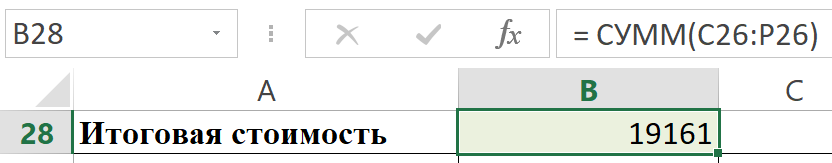 B28 fx = СУММ(C26:P26)
A B C
28 Итоговая стоимость 19161